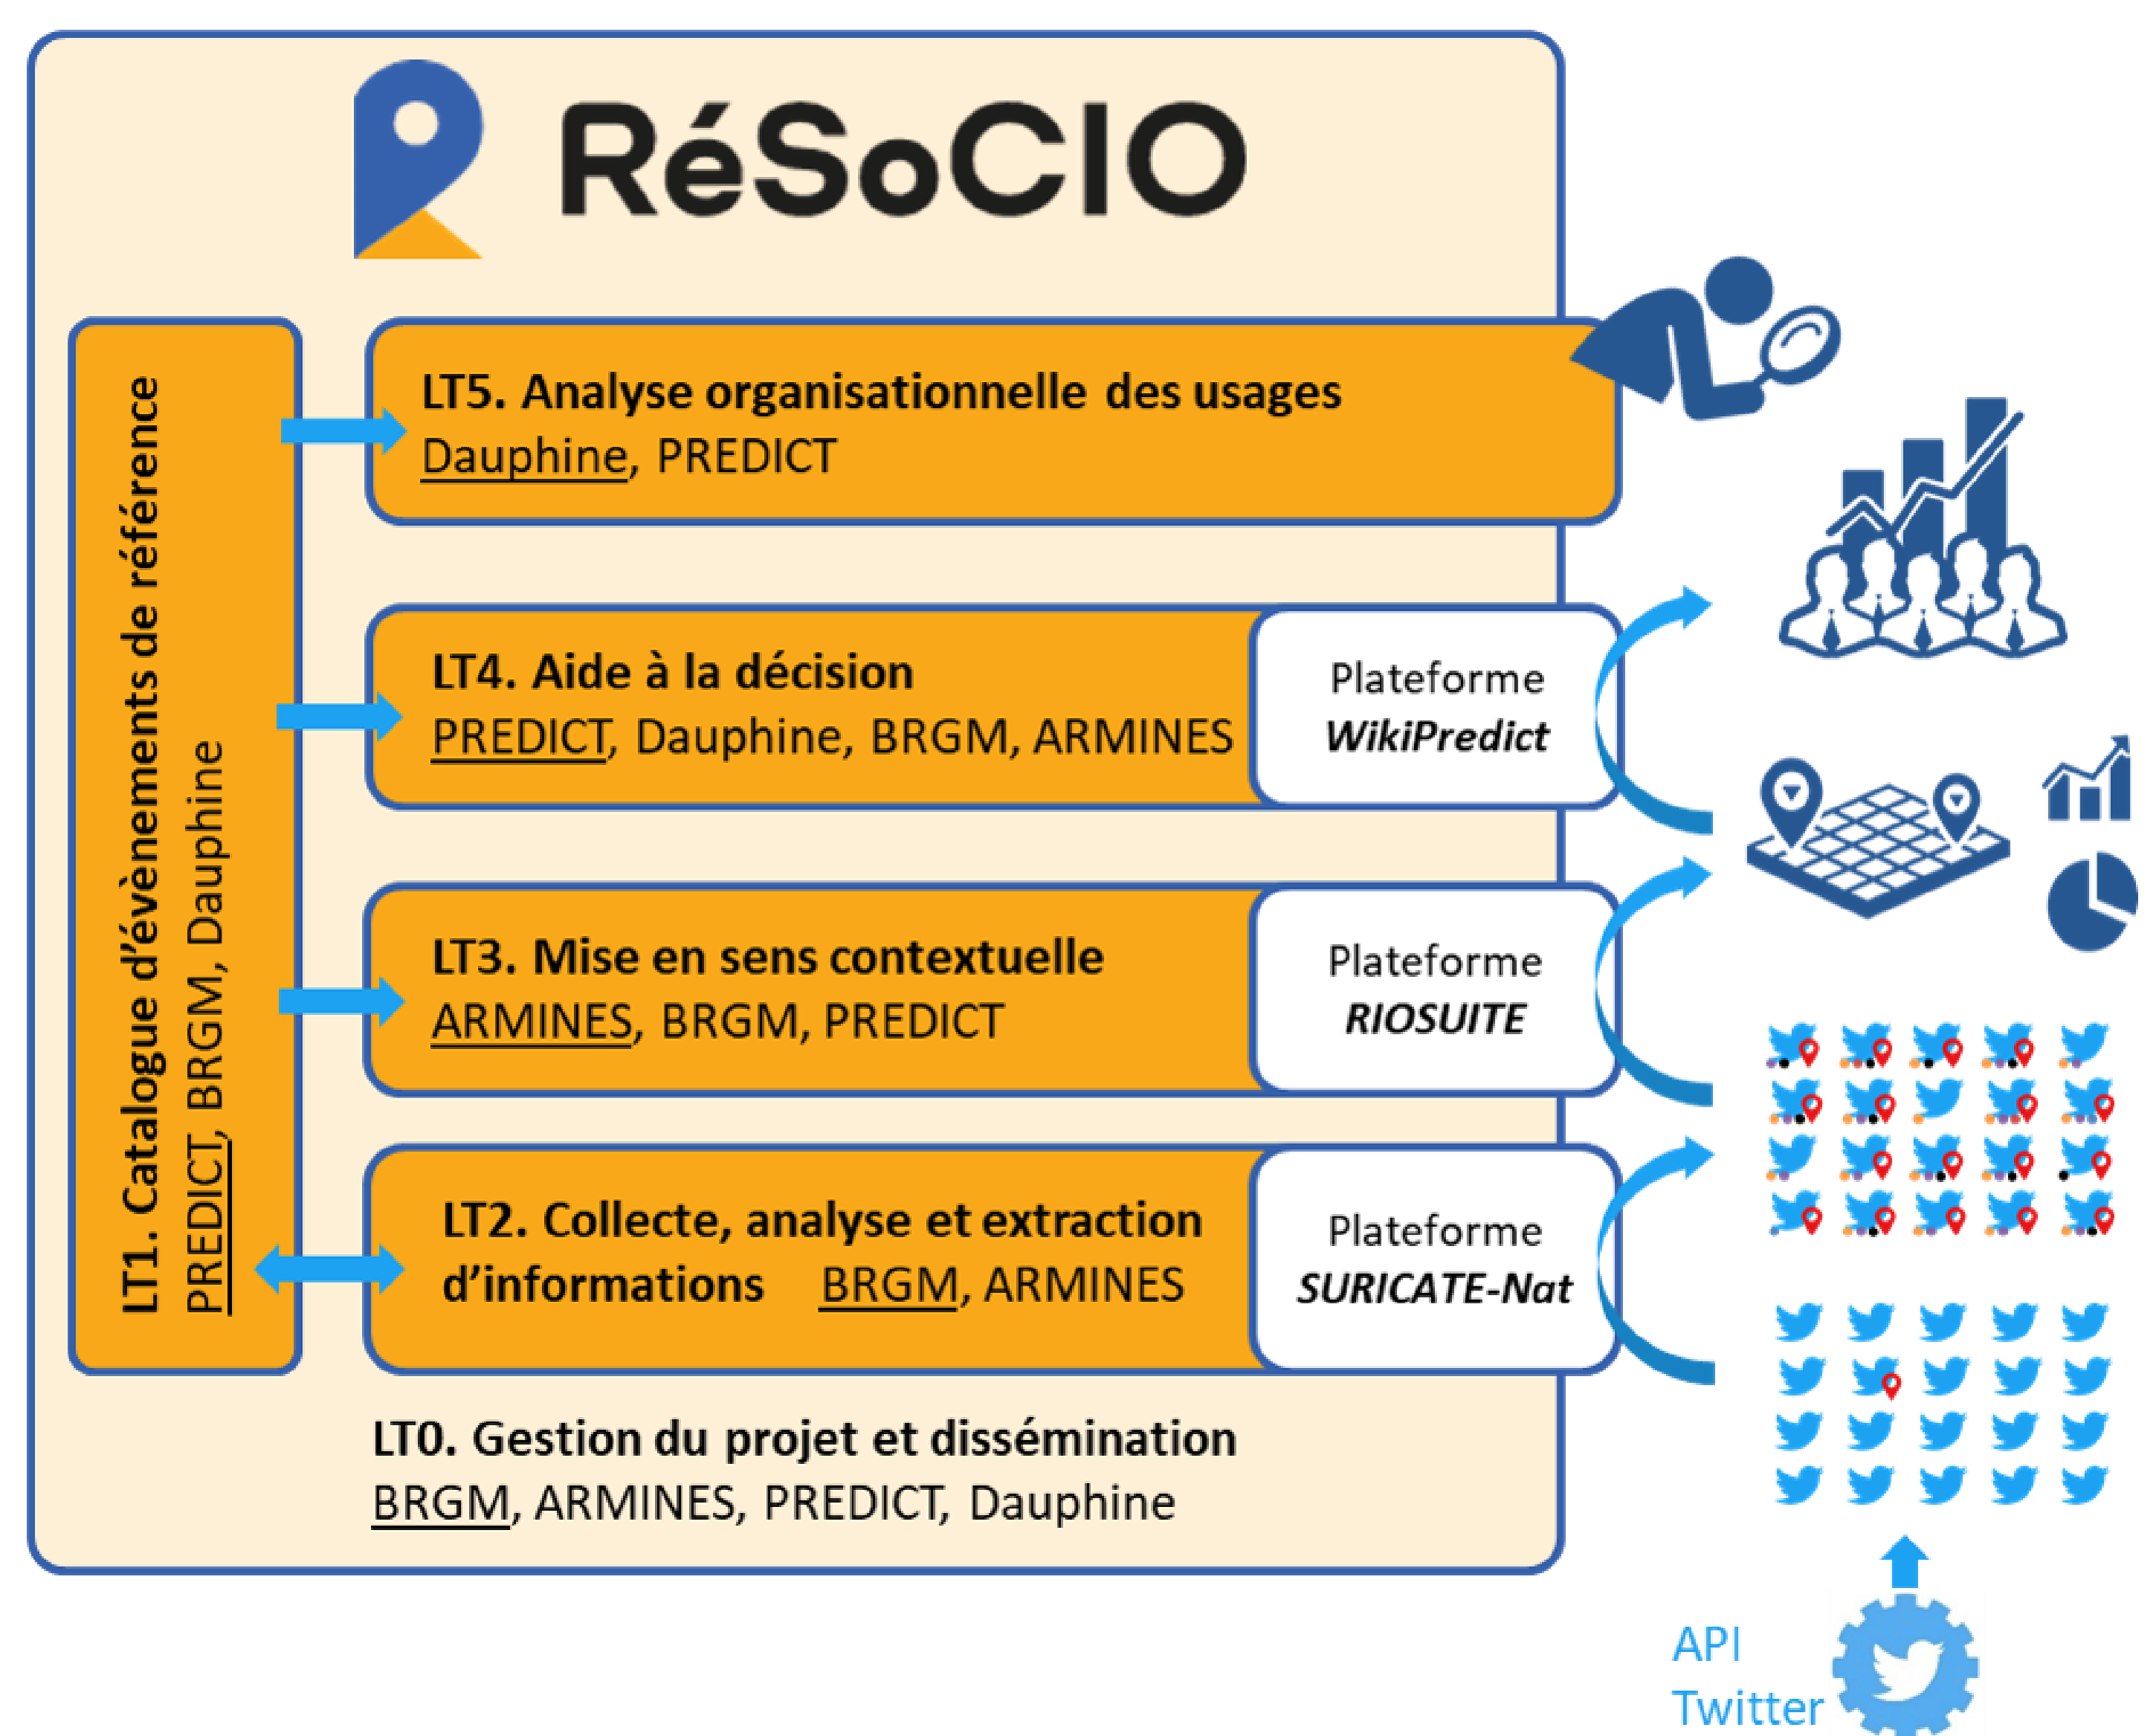 RéSoCIO
LT1. Catalogue d'évènements de référence
PREDICT, BRGM, Dauphine
LT5. Analyse organisationnelle des usages
Dauphine, PREDICT
LT4. Aide à la décision
PREDICT, Dauphine, BRGM, ARMINES
Plateforme
WikiPredict
LT3. Mise en sens contextuelle
ARMINES, BRGM, PREDICT
Plateforme
RIOSUITE
LT2. Collecte, analyse et extraction
d'informations BRGM, ARMINES
Plateforme
SURICATE-Nat
LT0. Gestion du projet et dissémination
BRGM, ARMINES, PREDICT, Dauphine
API
Twitter